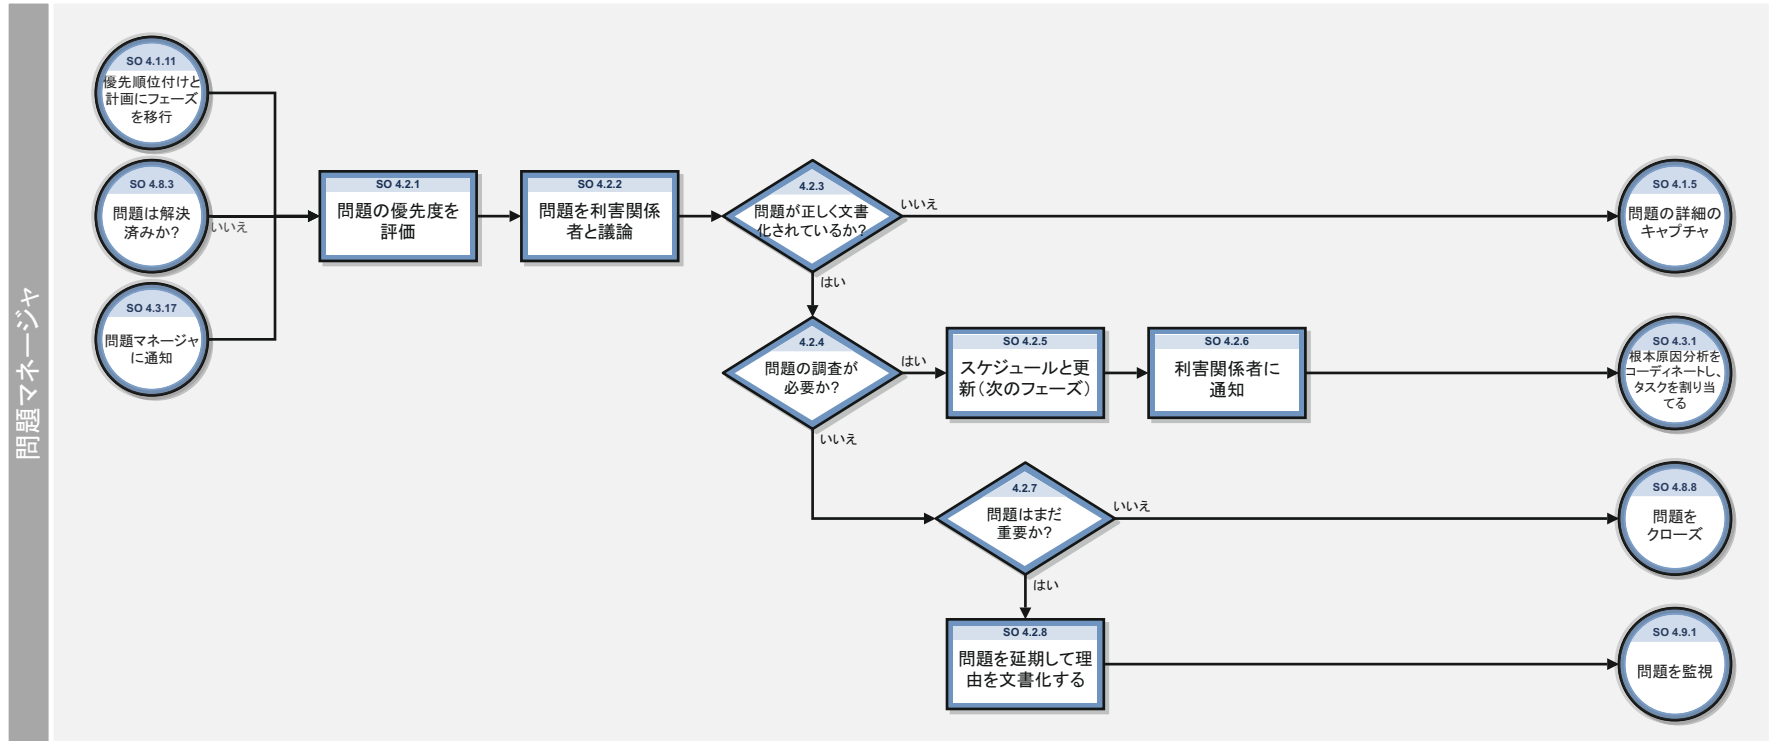 問題マネージャ
SO 4.1.11
優先順位付けと
計画にフェーズ
を移行
SO 4.8.3
問題は解決
済みか?
いいえ
SO 4.3.17
問題マネージャ
に通知
SO 4.2.1
問題の優先度を
評価
SO 4.2.2
問題を利害関係
者と議論
4.2.3
問題が正しく文書
化されているか?
いいえ
はい
SO 4.1.5
問題の詳細の
キャプチャ
4.2.4
問題の調査が
必要か?
はい
いいえ
SO 4.2.5
スケジュールと更
新(次のフェーズ)
SO 4.2.6
利害関係者に
通知
SO 4.3.1
根本原因分析を
コーディネートし、
タスクを割り当
てる
4.2.7
問題はまだ
重要か?
いいえ
はい
SO 4.8.8
問題を
クローズ
SO 4.2.8
問題を延期して理
由を文書化する
SO 4.9.1
問題を監視